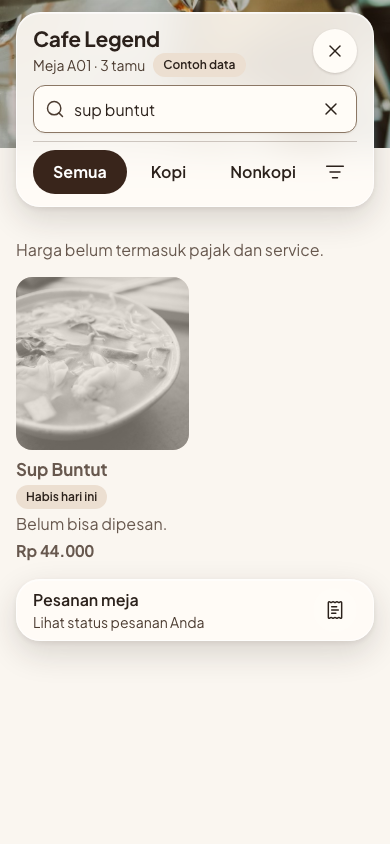 Cafe Legend
Meja A01 · 3 tamu
Contoh data
sup buntut
Semua
Kopi
Nonkopi
Harga belum termasuk pajak dan service.
Sup Buntut
Habis hari ini
Belum bisa dipesan.
Rp 44.000
Pesanan meja
Lihat status pesanan Anda